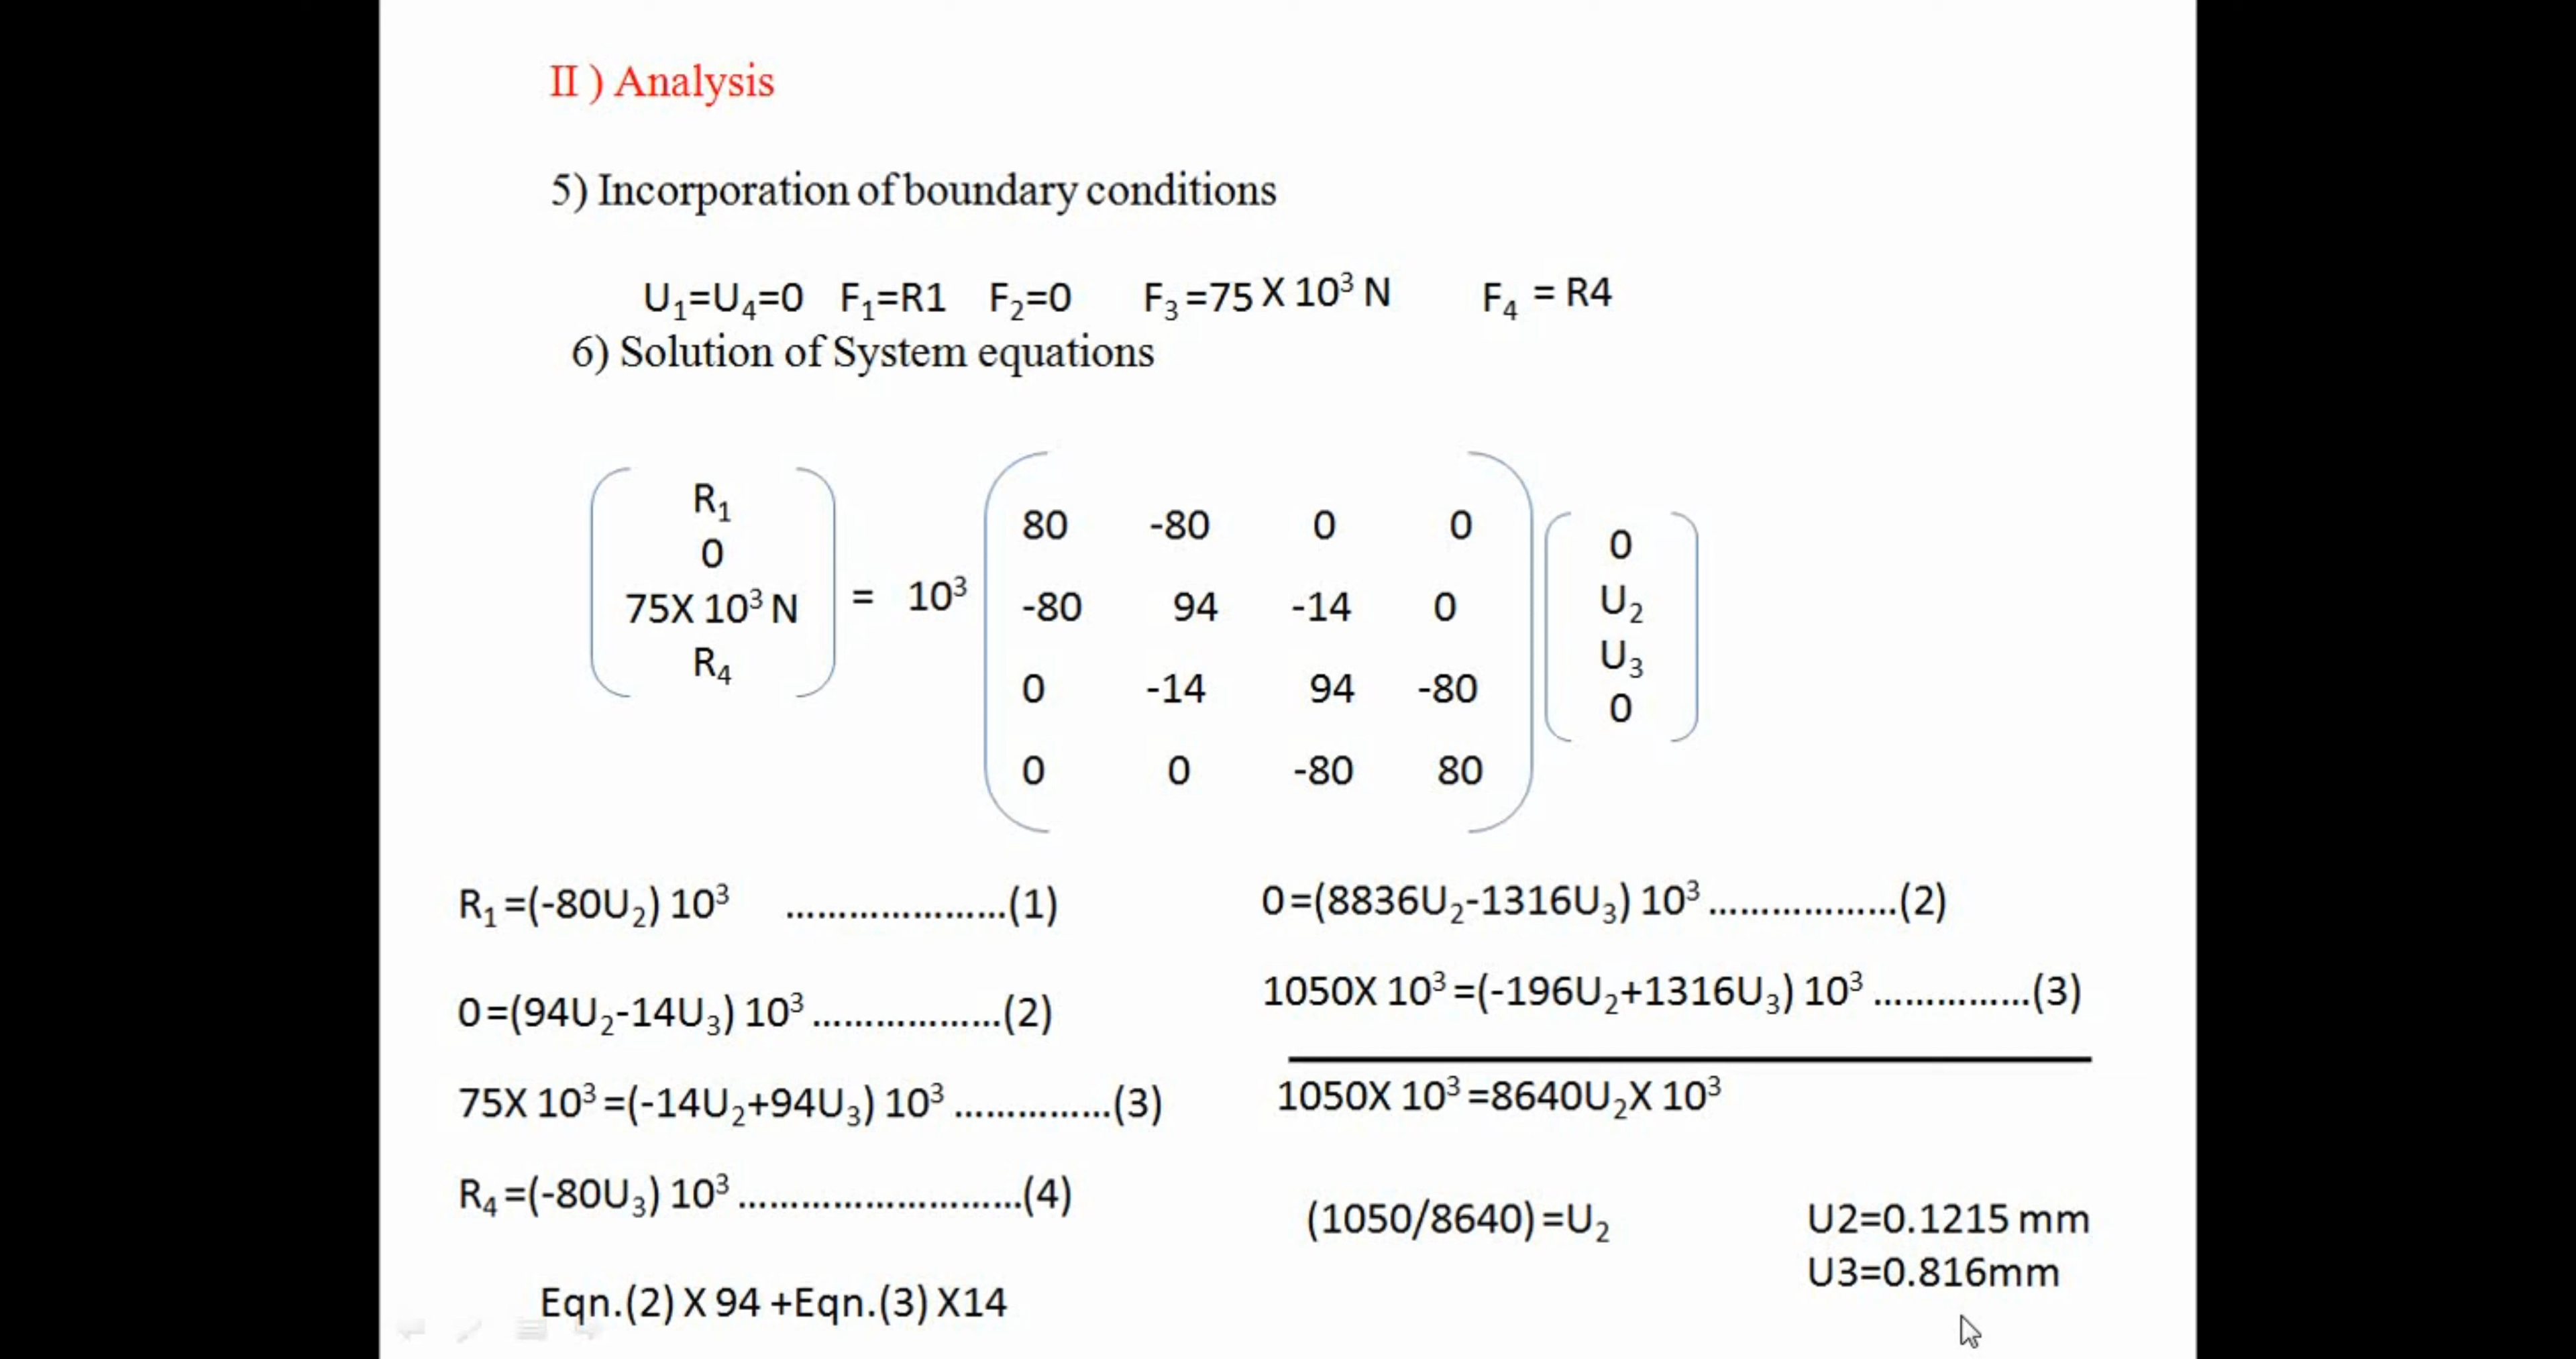 II ) Analysis
5) Incorporation of boundary conditions
U₁=U₄=0 F₁=R1 F₂=0 F₃=75 X 10³ N F₄ = R4
6) Solution of System equations
R₁
0
75X 10³ N
R₄
= 10³
80 -80 0 0
-80 94 -14 0
0 -14 94 -80
0 0 -80 80
0
U₂
U₃
0
R₁=(-80U₂) 10³ .....................(1)
0=(94U₂-14U₃) 10³ ..................(2)
75X 10³=(-14U₂+94U₃) 10³ ...............(3)
R₄=(-80U₃) 10³ ...........................(4)
Eqn.(2) X 94 +Eqn.(3) X14
0=(8836U₂-1316U₃) 10³ ..................(2)
1050X 10³=(-196U₂+1316U₃) 10³ ...............(3)
1050X 10³=8640U₂X 10³
(1050/8640)=U₂
U2=0.1215 mm
U3=0.816mm